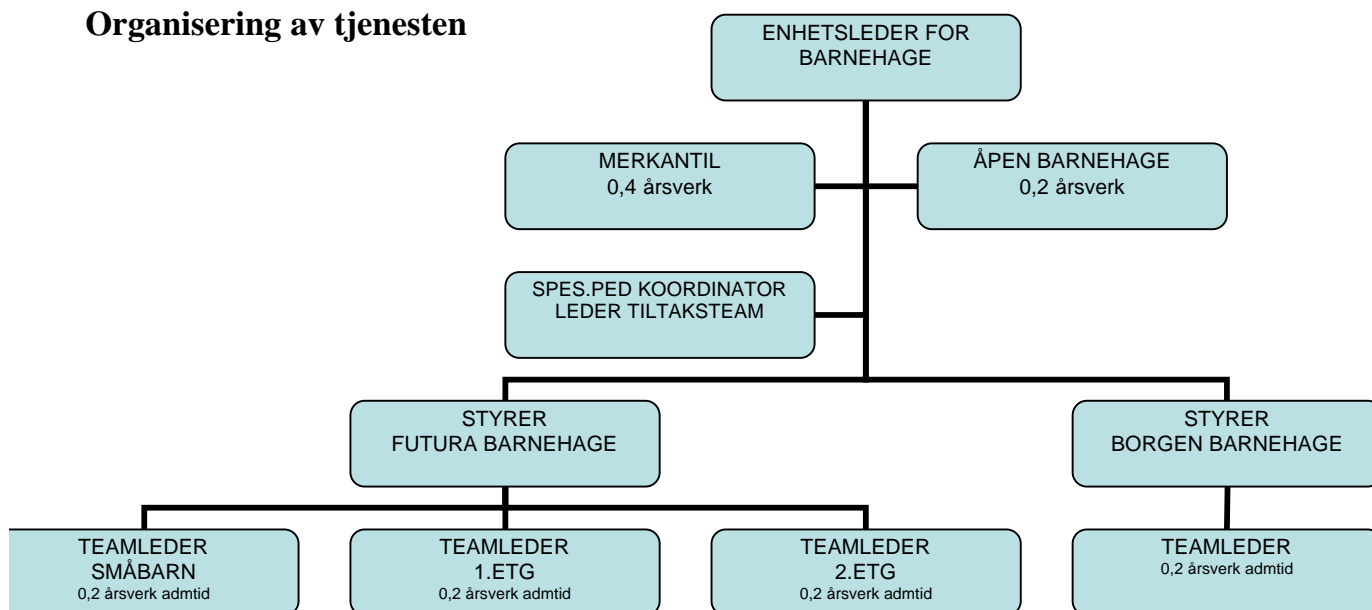 Organisering av tjenesten
ENHETSLEDER FOR
BARNEHAGE
MERKANTIL
0,4 årsverk
ÅPEN BARNEHAGE
0,2 årsverk
SPES.PED KOORDINATOR
LEDER TILTAKSTEAM
STYRER
FUTURA BARNEHAGE
STYRER
BORGEN BARNEHAGE
TEAMLEDER
SMÅBARN
0,2 årsverk admtid
TEAMLEDER
1.ETG
0,2 årsverk admtid
TEAMLEDER
2.ETG
0,2 årsverk admtid
TEAMLEDER
0,2 årsverk admtid